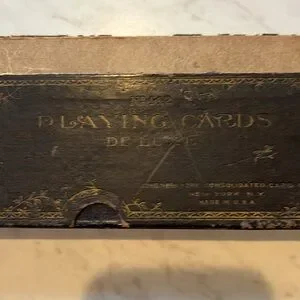 PLAYING CARDS
DE LUXE
CONSOLIDATED CARD
NEW YORK, N.Y.
MADE IN U.S.A.